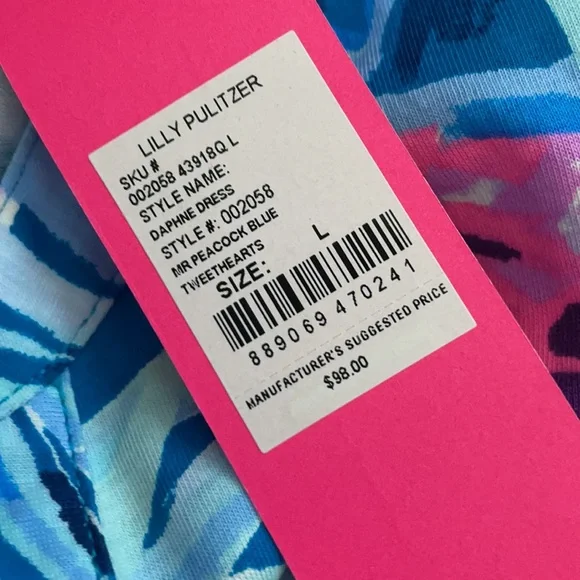 LILLY PULITZER
SKU #
002058 43918Q L
STYLE NAME:
DAPHNE DRESS
STYLE #: 002058
MR PEACOCK BLUE
TWEETHEARTS
SIZE: L
889069 470241
MANUFACTURER'S SUGGESTED PRICE
$98.00